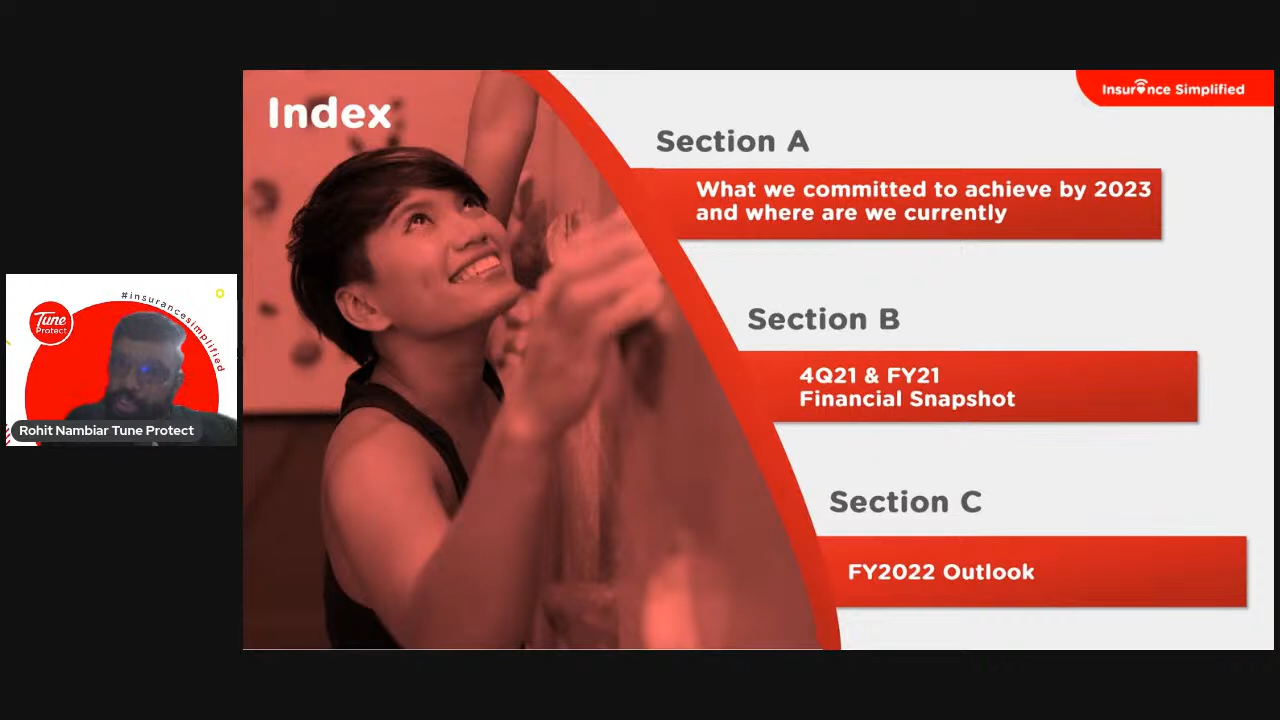 Index
Insurance Simplified
Section A
What we committed to achieve by 2023
and where are we currently
Section B
4Q21 & FY21
Financial Snapshot
Section C
FY2022 Outlook
#insurancesimplified
Tune
Protect
Rohit Nambiar Tune Protect